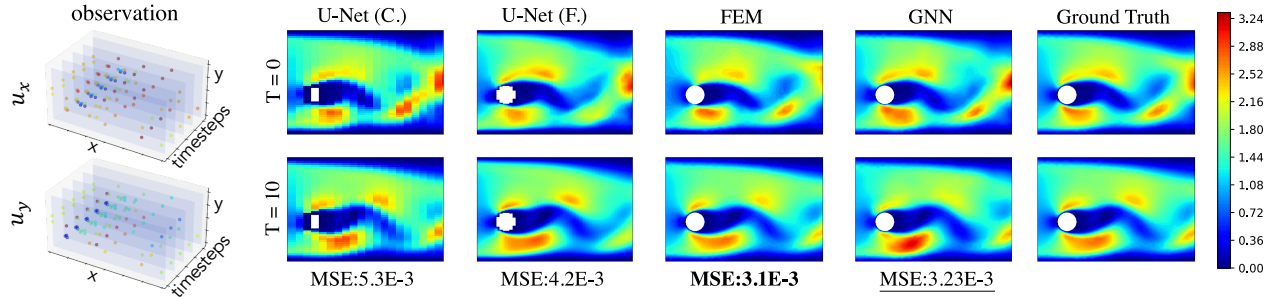 observation
U-Net (C.)
U-Net (F.)
FEM
GNN
Ground Truth
u_x
y
x
timesteps
T = 0
u_y
y
x
timesteps
T = 10
MSE:5.3E-3
MSE:4.2E-3
MSE:3.1E-3
MSE:3.23E-3
3.24
2.88
2.52
2.16
1.80
1.44
1.08
0.72
0.36
0.00